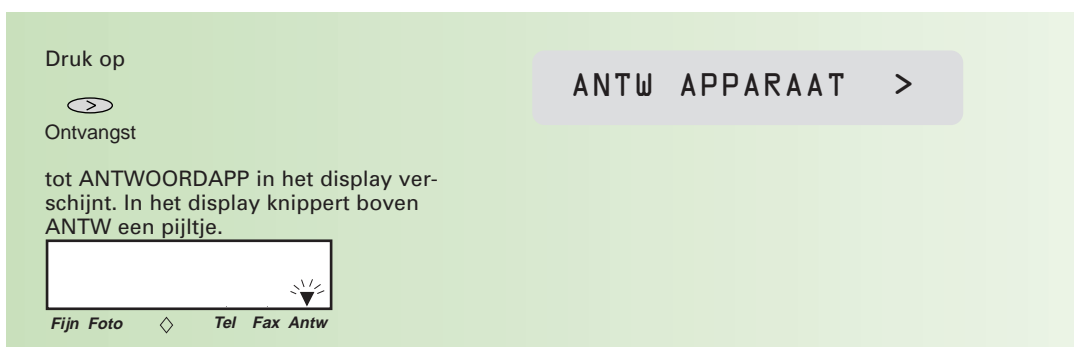 Druk op
>
Ontvangst
tot ANTWOORDAPP in het display ver-
schijnt. In het display knippert boven
ANTW een pijltje.
Fijn Foto ◇ Tel Fax Antw
ANTW APPARAAT >